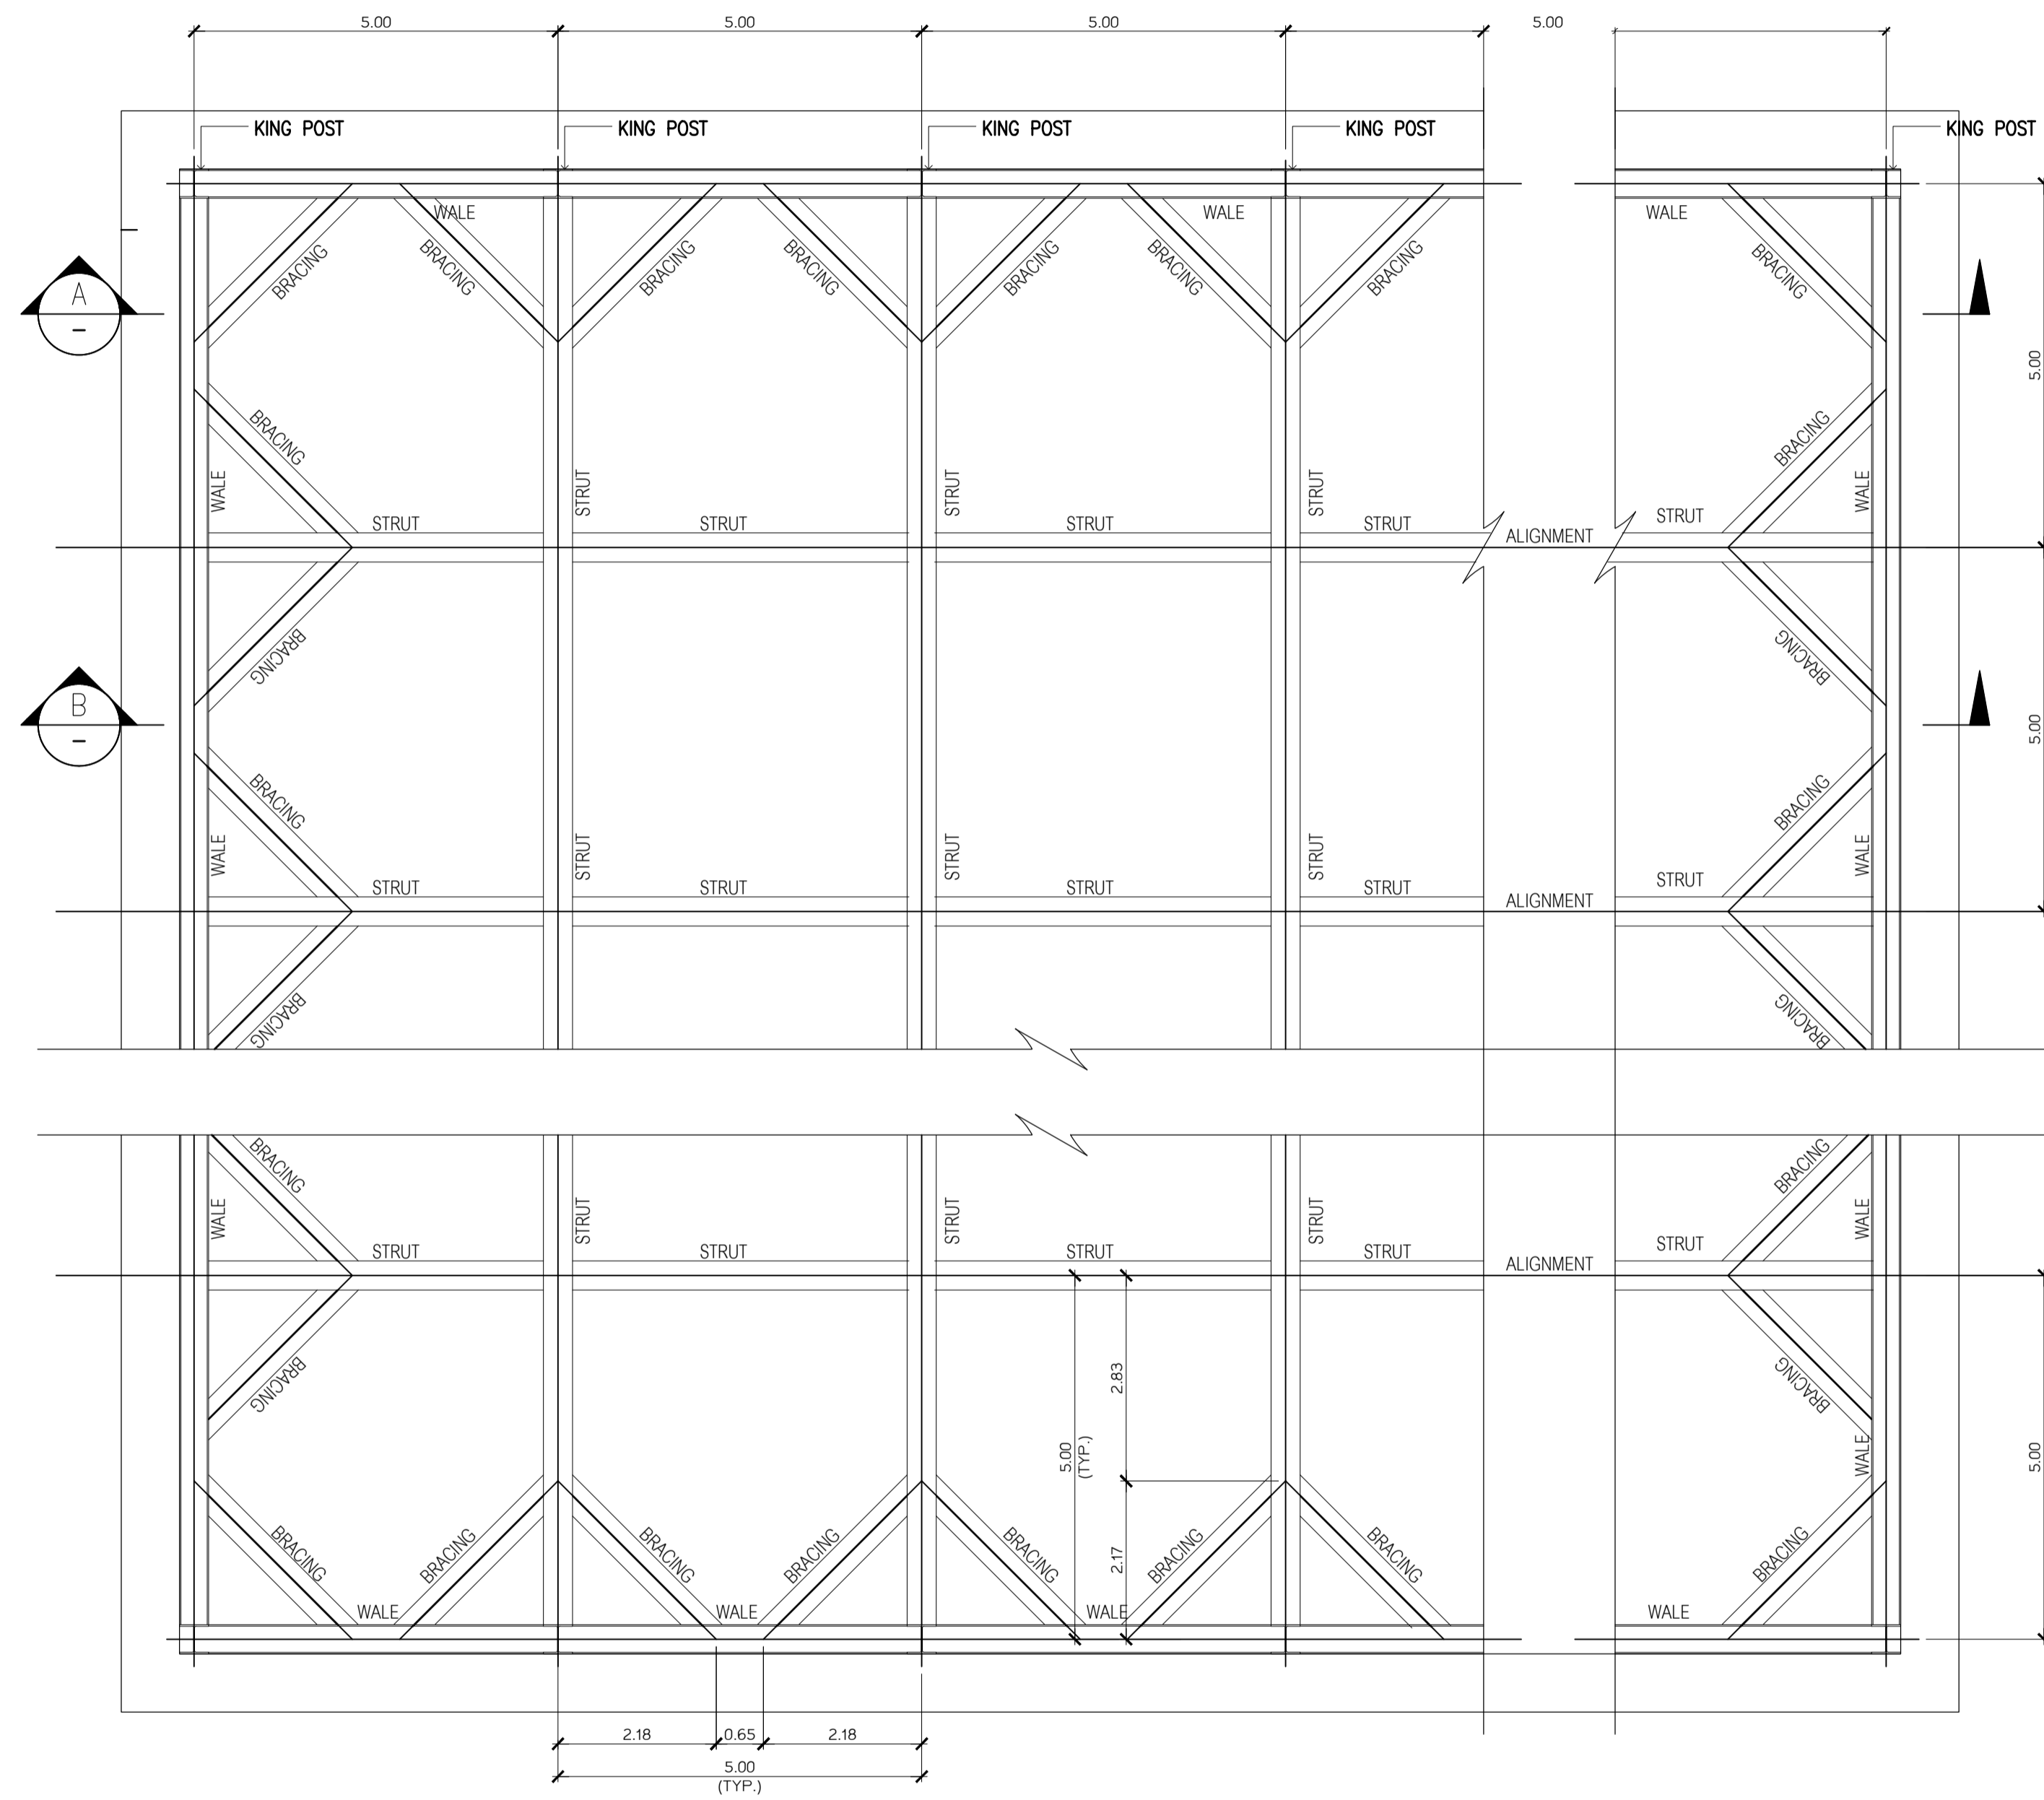 5.00
5.00
5.00
5.00
KING POST
KING POST
KING POST
KING POST
KING POST
WALE
WALE
WALE
BRACING
BRACING
BRACING
BRACING
BRACING
BRACING
BRACING
BRACING
A
-
5.00
BRACING
BRACING
WALE
STRUT
STRUT
STRUT
WALE
STRUT
STRUT
STRUT
STRUT
ALIGNMENT
STRUT
BRACING
BRACING
B
-
5.00
BRACING
BRACING
WALE
STRUT
STRUT
STRUT
WALE
STRUT
STRUT
STRUT
STRUT
ALIGNMENT
STRUT
BRACING
BRACING
BRACING
BRACING
WALE
STRUT
STRUT
STRUT
WALE
STRUT
STRUT
STRUT
STRUT
ALIGNMENT
STRUT
BRACING
BRACING
2.83
5.00
(TYP.)
WALE
5.00
BRACING
BRACING
BRACING
BRACING
BRACING
BRACING
2.17
BRACING
BRACING
WALE
WALE
WALE
WALE
2.18
0.65
2.18
5.00
(TYP.)